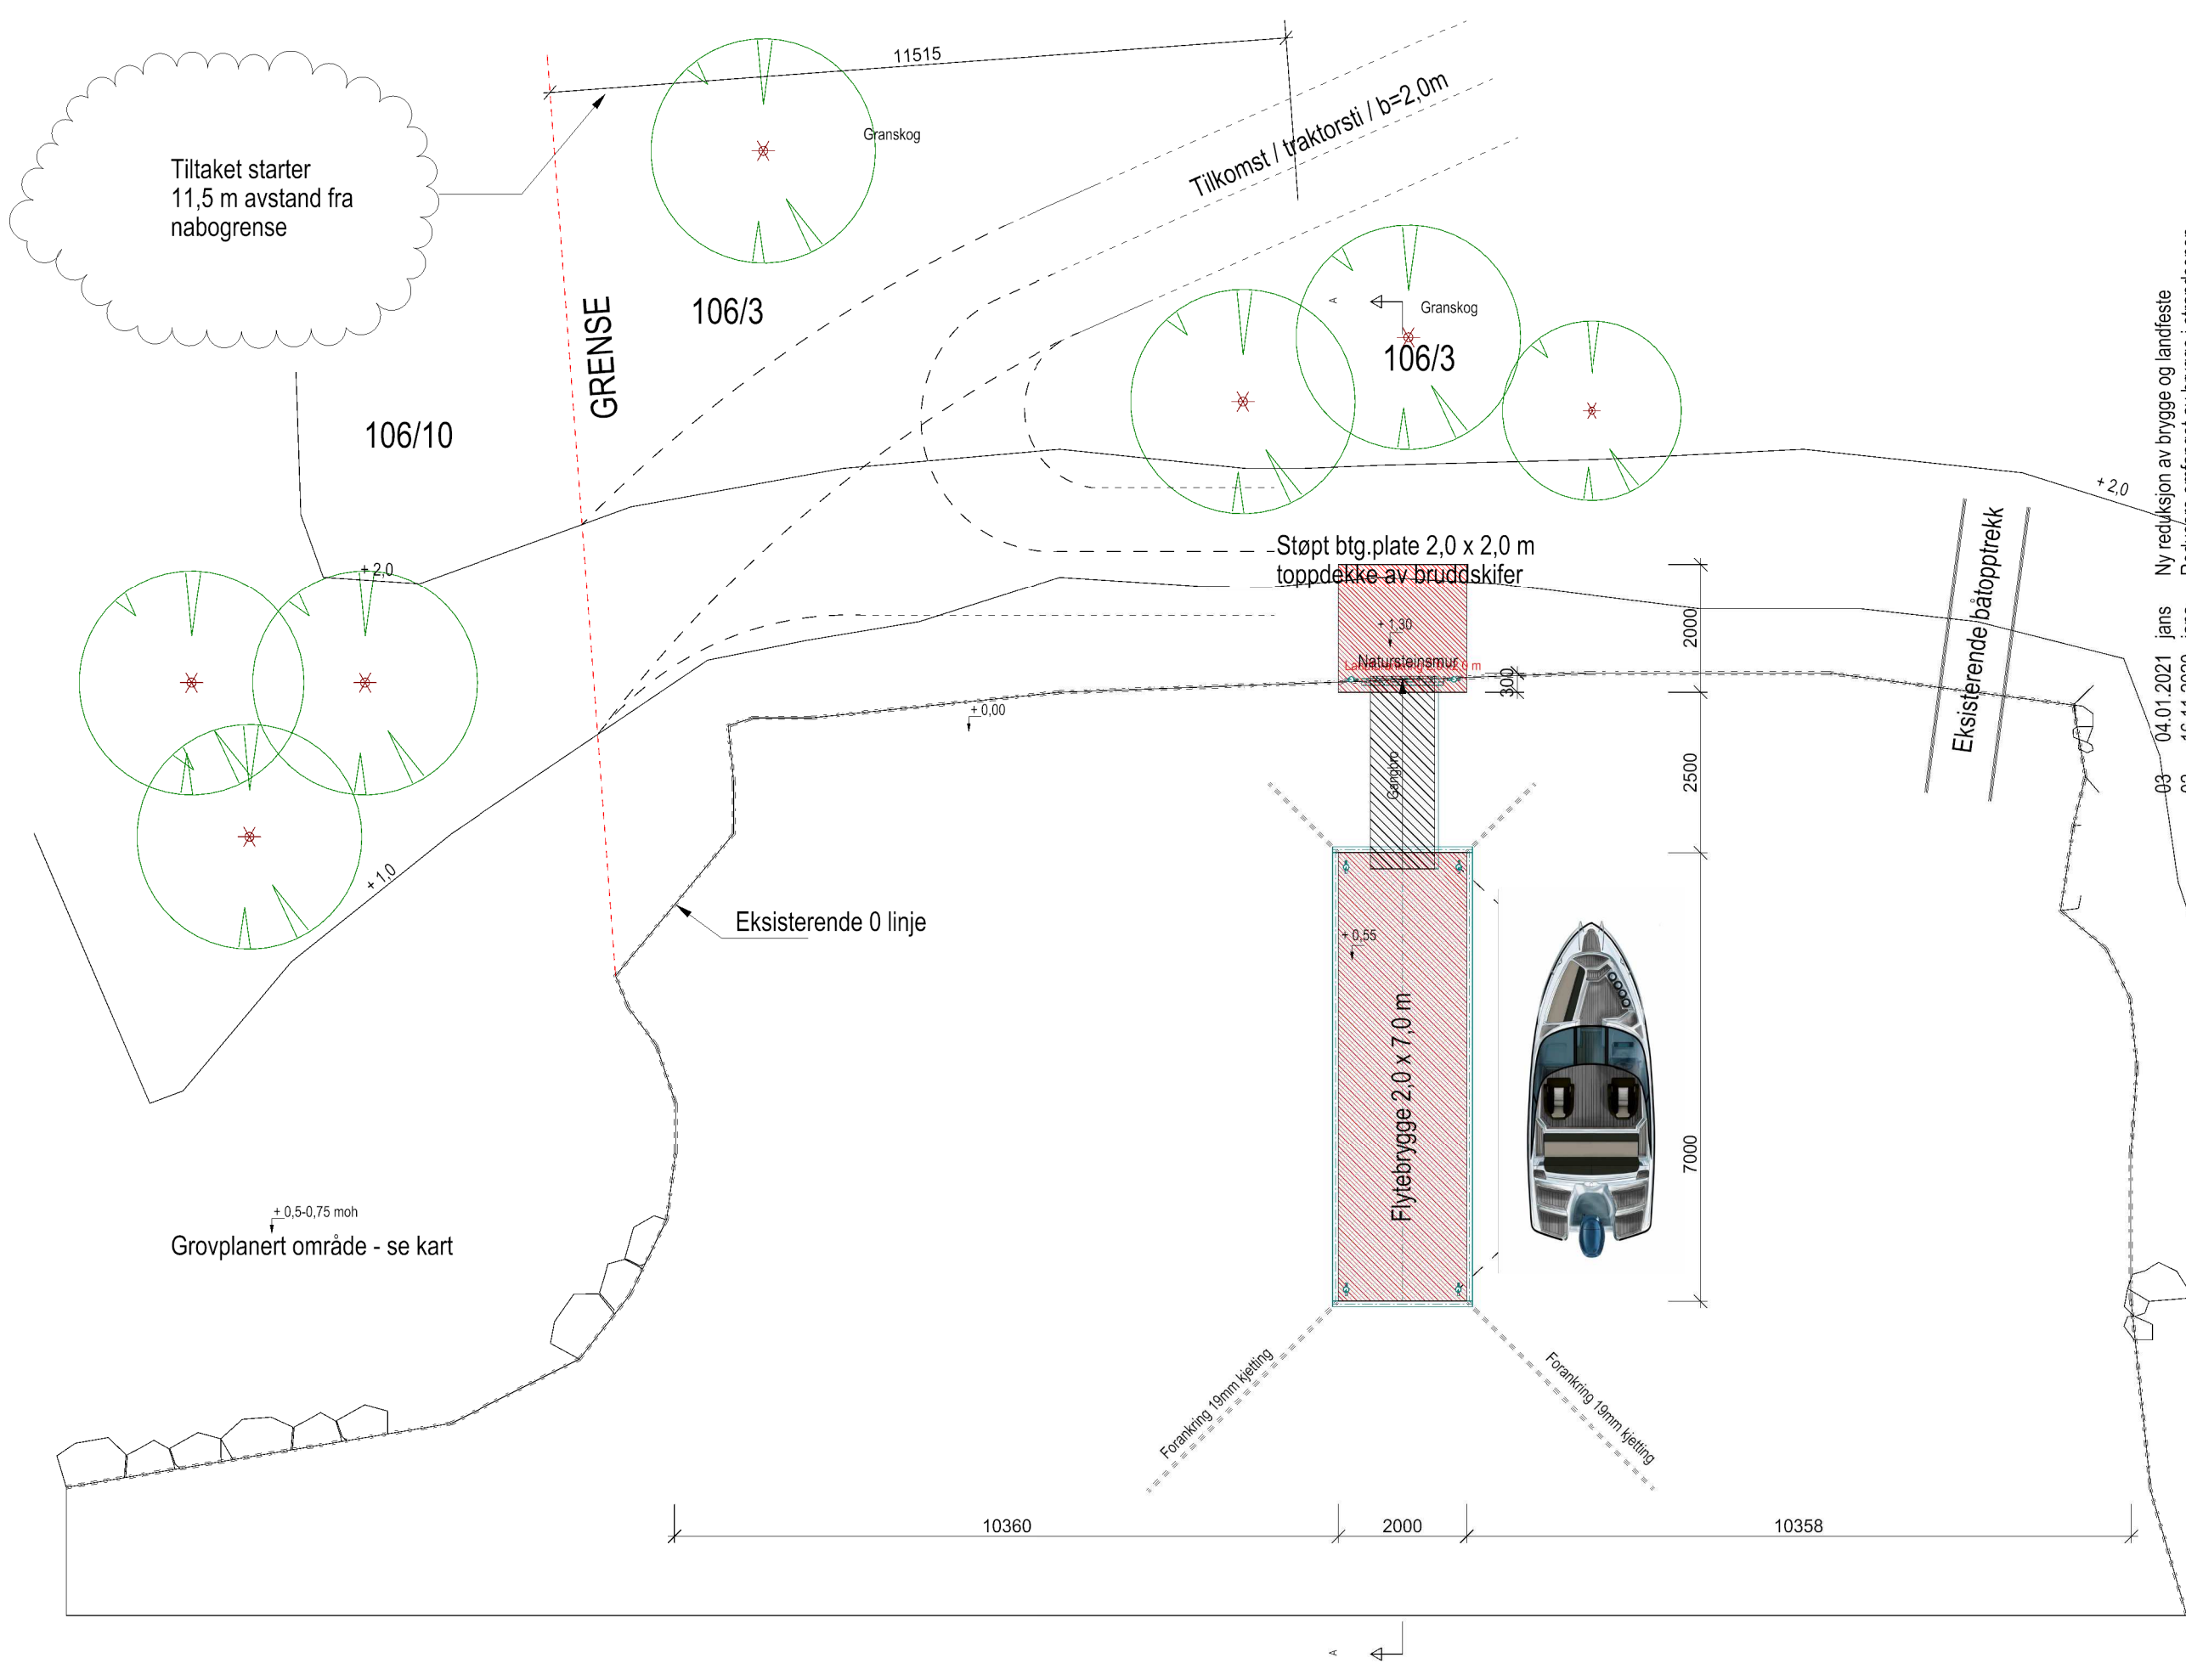 11515
Granskog
Tilkomst / traktorsti / b=2,0m
Tiltaket starter
11,5 m avstand fra
nabogrense
GRENSE
106/3
A
Granskog
106/3
106/10
+ 2,0
+ 2,0
Støpt btg.plate 2,0 x 2,0 m
toppdekke av bruddskifer
+ 1,30
Natursteinsmur
300
2000
Eksisterende båtopptrekk
03 04.01.2021 jans Ny reduksjon av brygge og landfeste
+ 0,00
Gangbro
2500
+ 1,0
Eksisterende 0 linje
+ 0,55
Flytebrygge 2,0 x 7,0 m
7000
+ 0,5-0,75 moh
Grovplanert område - se kart
Forankring 19mm kjetting
Forankring 19mm kjetting
10360
2000
10358
A